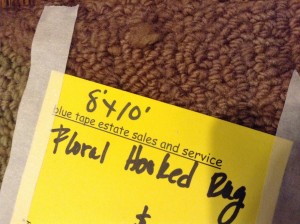 8'x10'
blue tape estate sales and service
Floral Hooked Rug
$